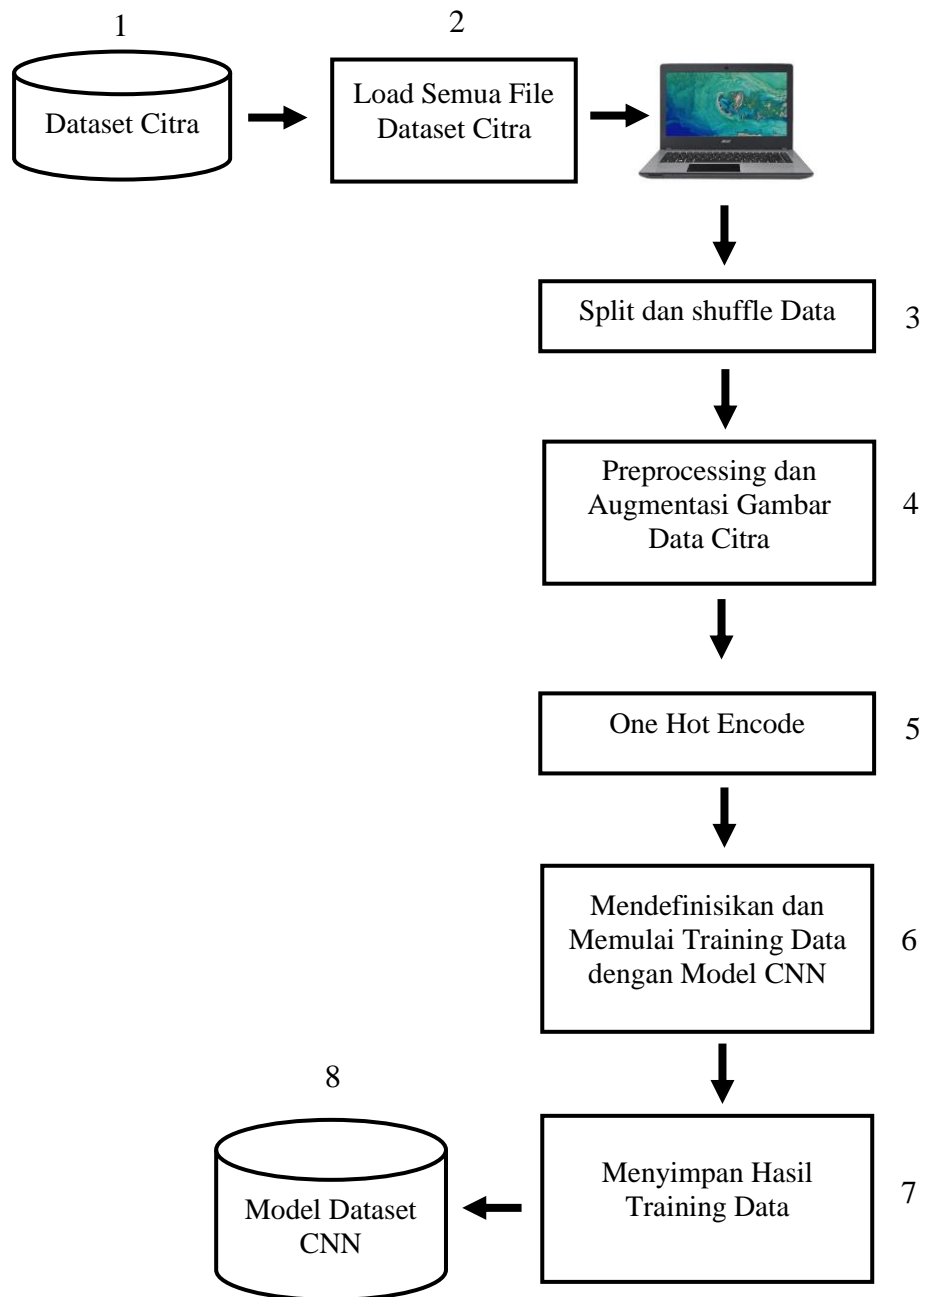 1
2
Dataset Citra
Load Semua File
Dataset Citra
Split dan shuffle Data
3
Preprocessing dan
Augmentasi Gambar
Data Citra
4
One Hot Encode
5
Mendefinisikan dan
Memulai Training Data
dengan Model CNN
6
Menyimpan Hasil
Training Data
7
8
Model Dataset
CNN